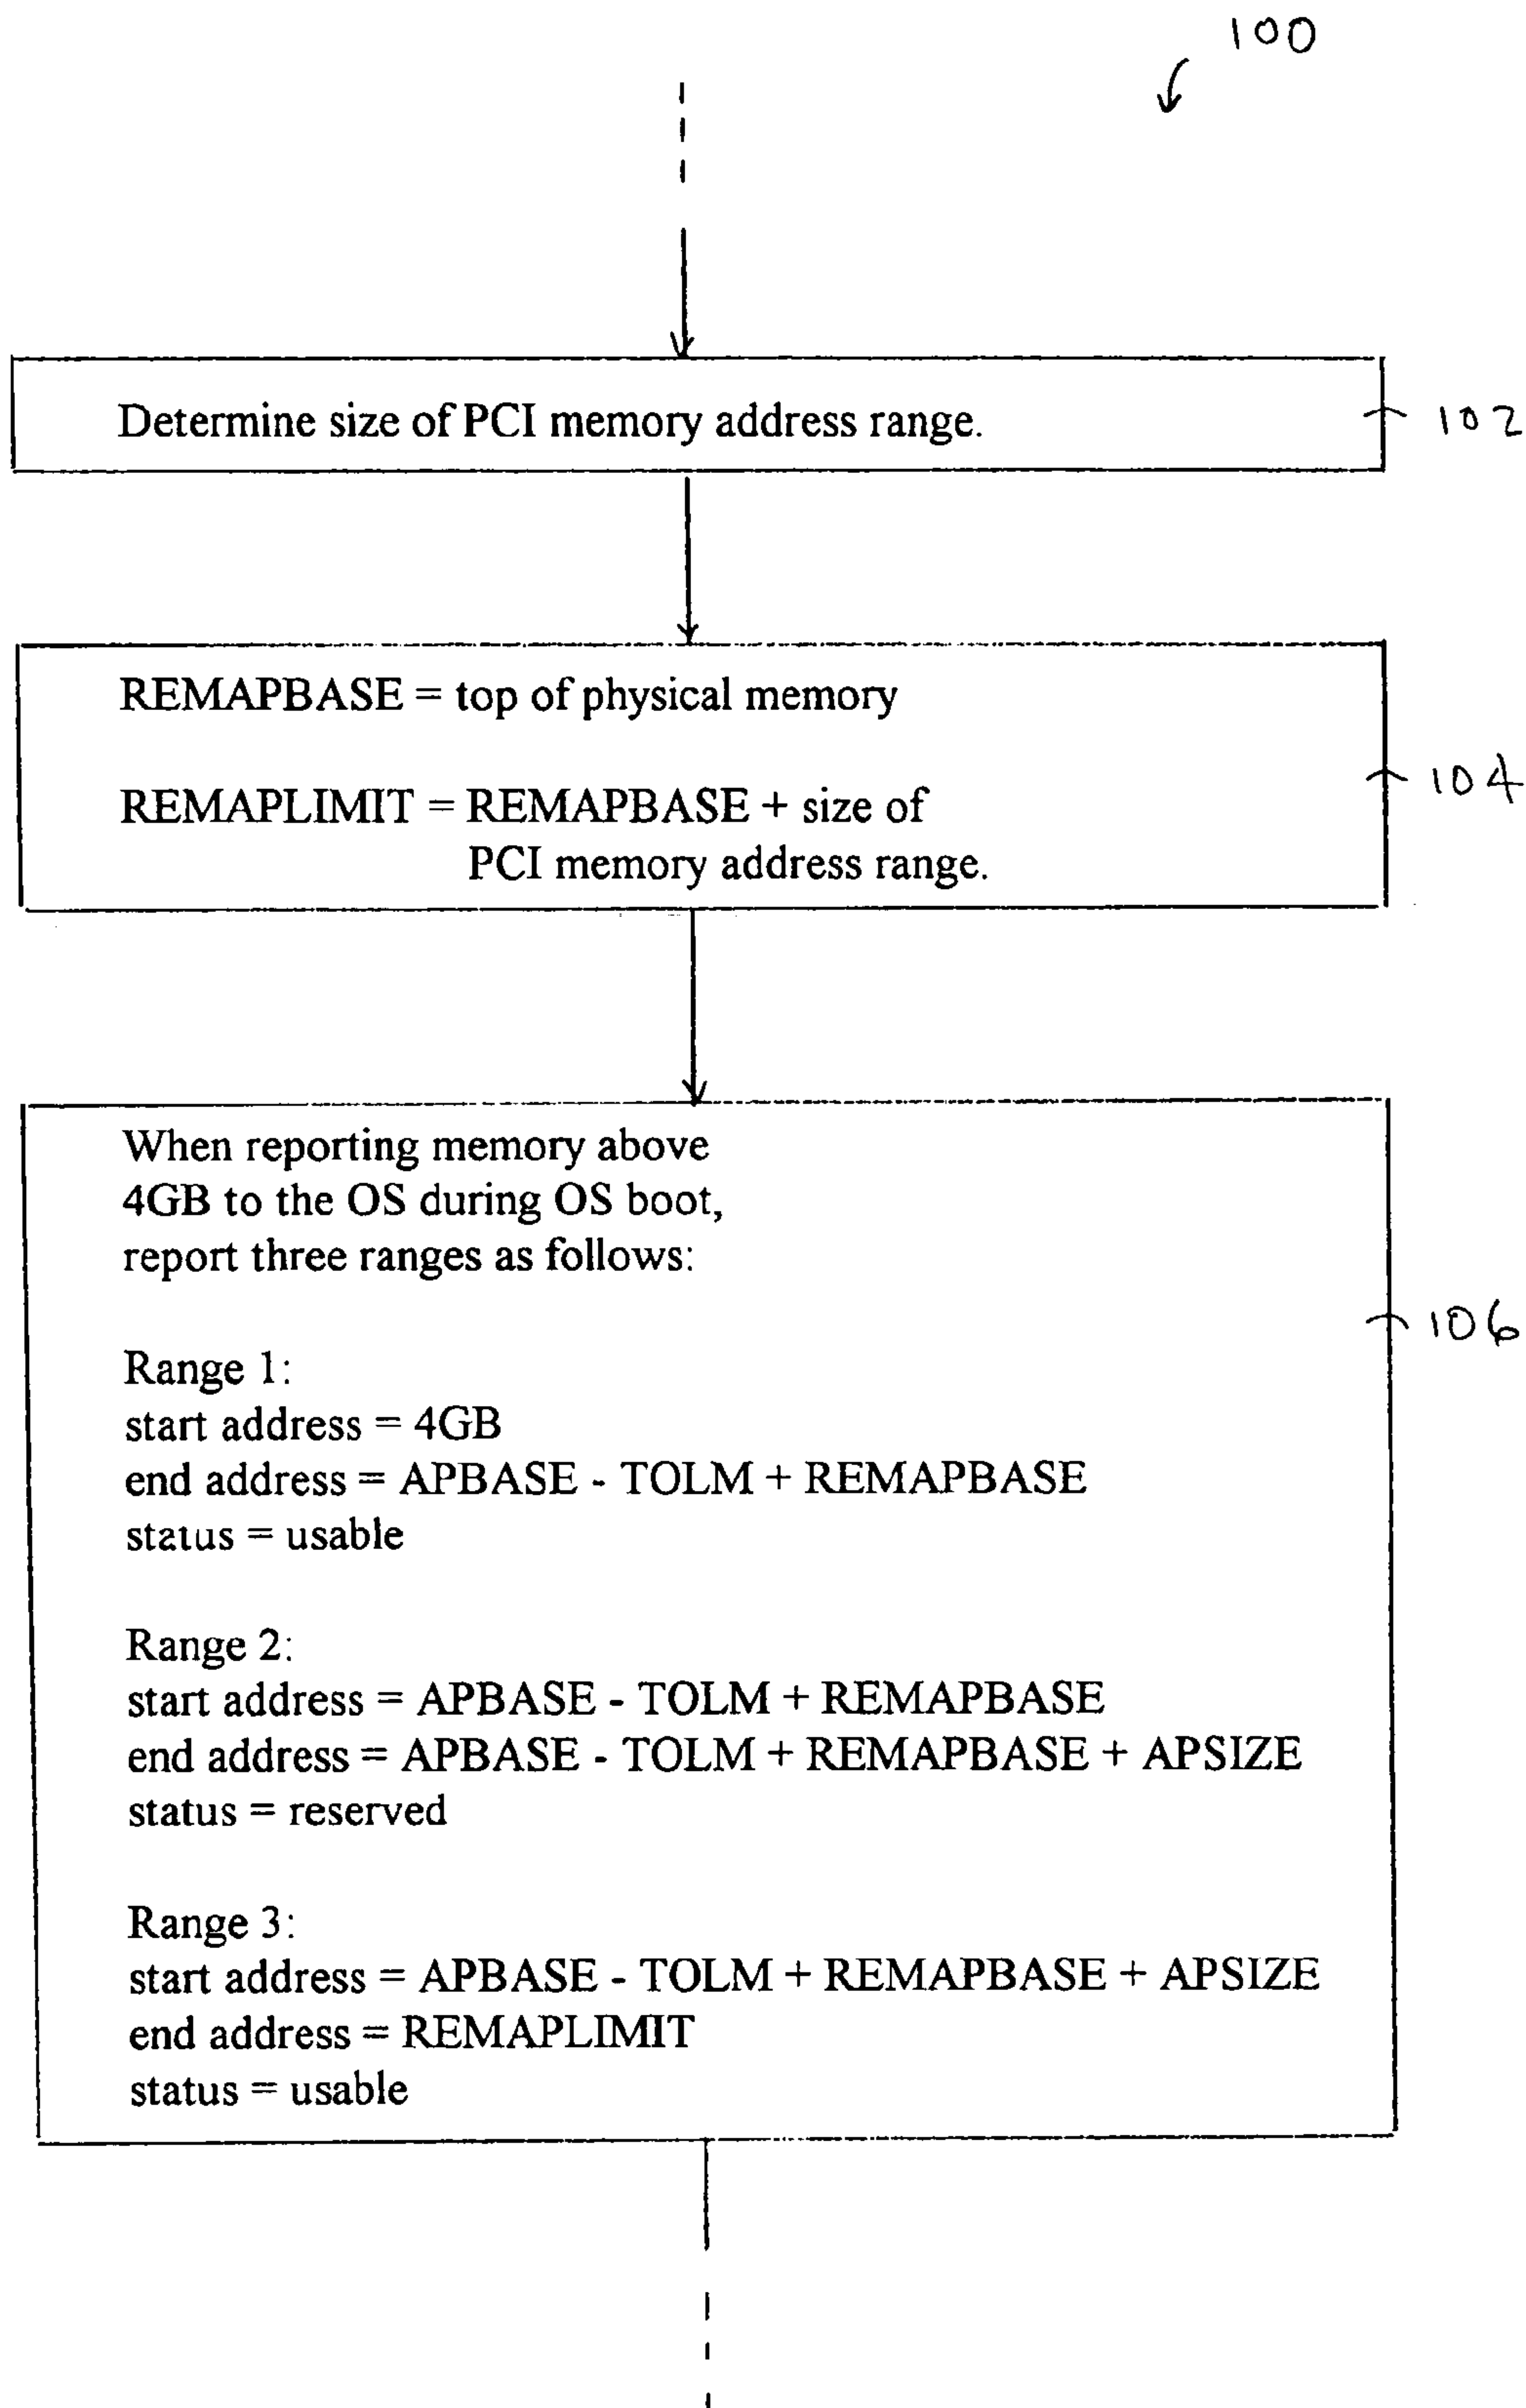 100
Determine size of PCI memory address range.
102
REMAPBASE = top of physical memory
REMAPLIMIT = REMAPBASE + size of
PCI memory address range.
104
When reporting memory above
4GB to the OS during OS boot,
report three ranges as follows:
Range 1:
start address = 4GB
end address = APBASE - TOLM + REMAPBASE
status = usable
106
Range 2:
start address = APBASE - TOLM + REMAPBASE
end address = APBASE - TOLM + REMAPBASE + APSIZE
status = reserved
Range 3:
start address = APBASE - TOLM + REMAPBASE + APSIZE
end address = REMAPLIMIT
status = usable